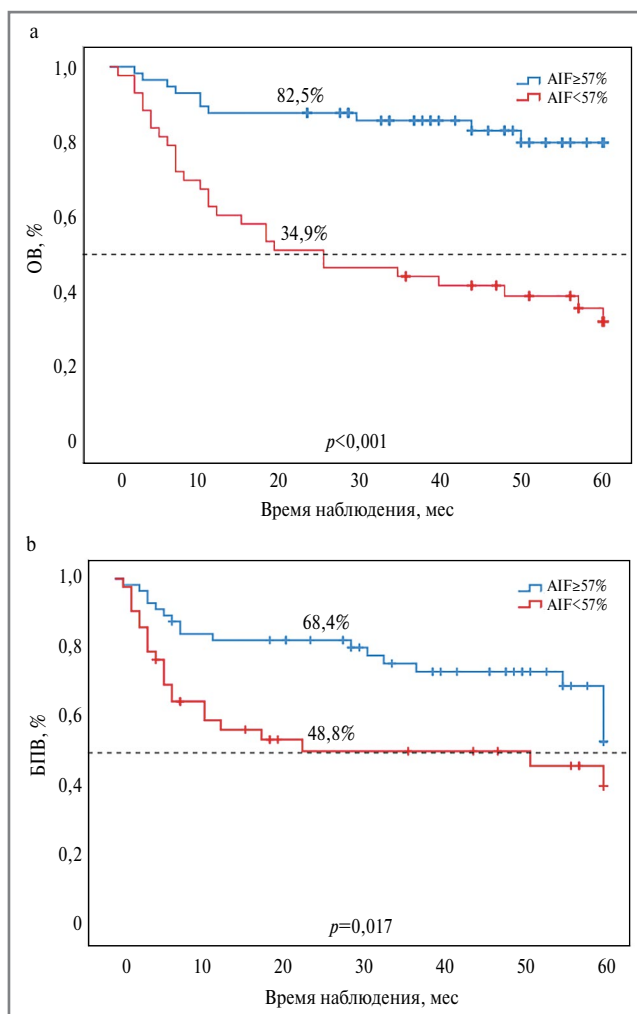 a
1,0
0,8
0,6
0,4
0,2
0
ОВ, %
AIF≥57%
AIF<57%
82,5%
34,9%
p<0,001
0 10 20 30 40 50 60
Время наблюдения, мес
b
1,0
0,8
0,6
0,4
0,2
0
БПВ, %
AIF≥57%
AIF<57%
68,4%
48,8%
p=0,017
0 10 20 30 40 50 60
Время наблюдения, мес